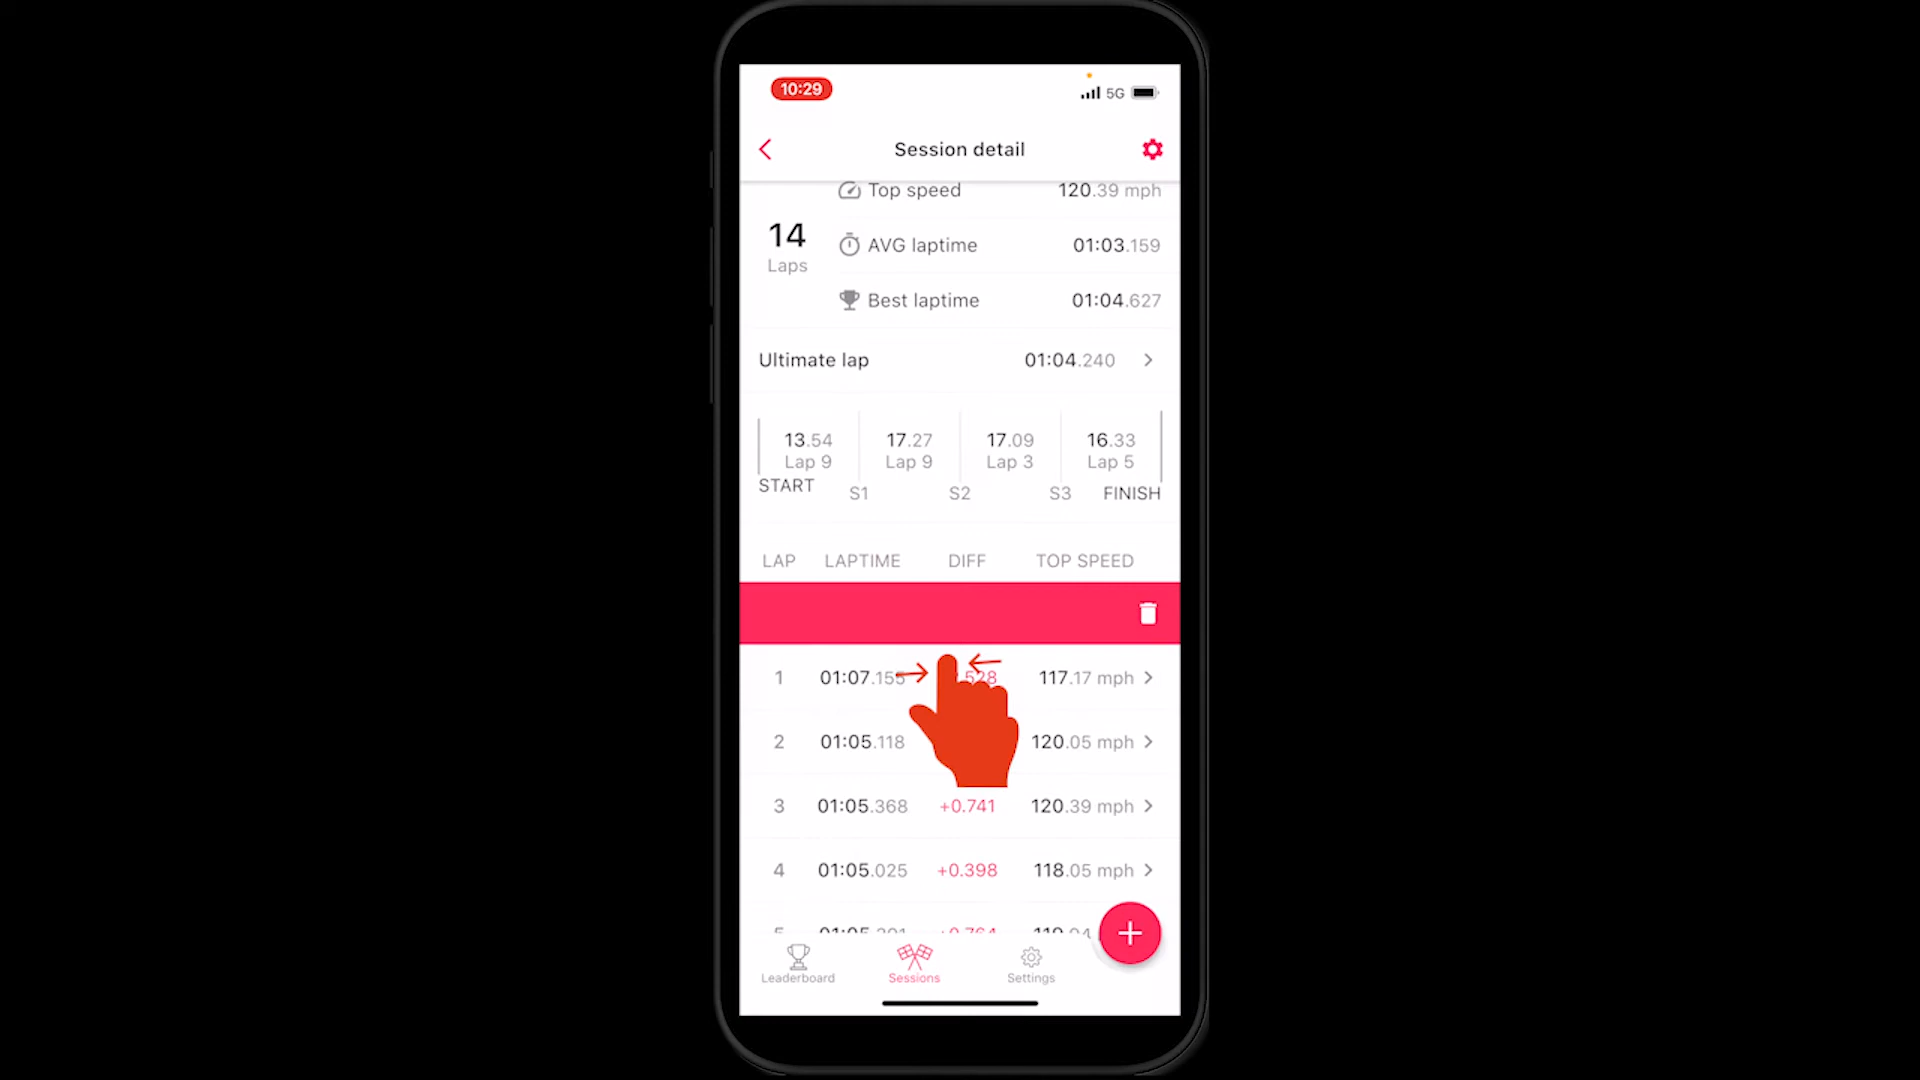 10:29
5G
Session detail
Top speed 120.39 mph
14
Laps
AVG laptime 01:03.159
Best laptime 01:04.627
Ultimate lap 01:04.240
13.54 17.27 17.09 16.33
Lap 9 Lap 9 Lap 3 Lap 5
START S1 S2 S3 FINISH
LAP LAPTIME DIFF TOP SPEED
1 01:07.155 .528 117.17 mph
2 01:05.118 120.05 mph
3 01:05.368 +0.741 120.39 mph
4 01:05.025 +0.398 118.05 mph
Leaderboard Sessions Settings